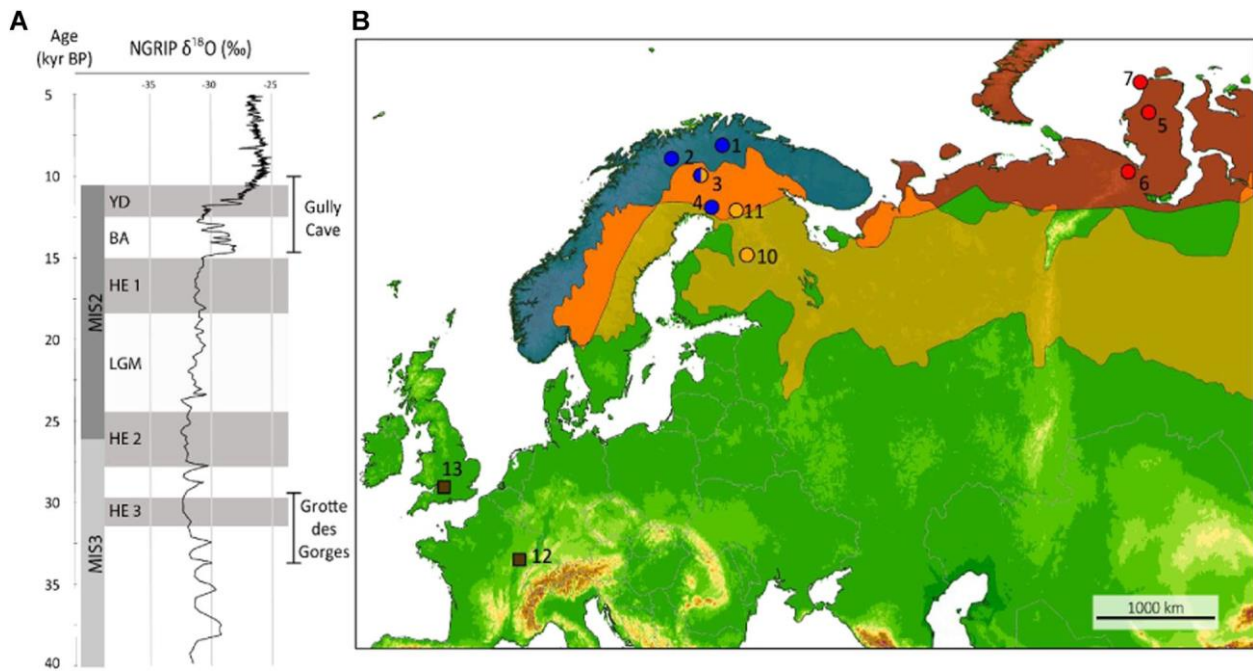 A
Age
(kyr BP)
NGRIP δ¹⁸O (‰)
-35 -30 -25
5
10
15
20
25
30
35
40
MIS2
MIS3
YD
BA
HE 1
LGM
HE 2
HE 3
Gully
Cave
Grotte
des
Gorges
B
7
5
6
1
2
3
4
11
10
13
12
1000 km